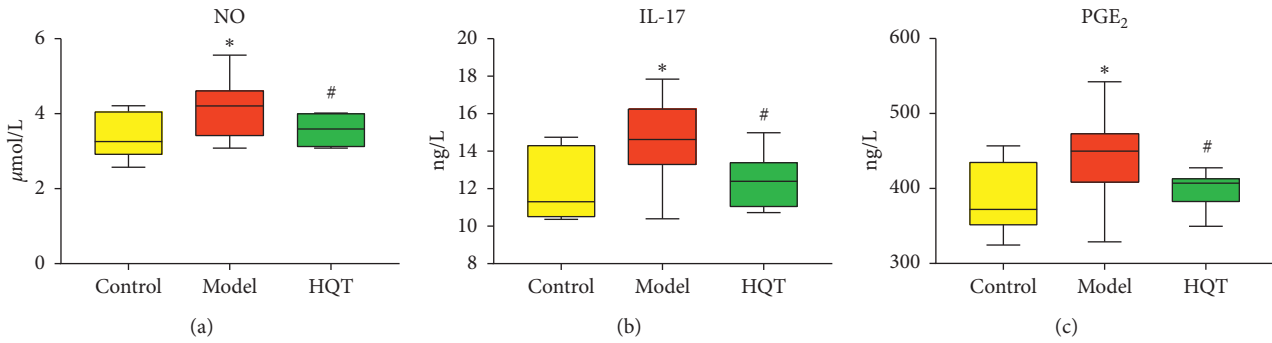 NO
6
4
2
0
μmol/L
*
#
Control Model HQT
(a)
IL-17
20
18
16
14
12
10
8
ng/L
*
#
Control Model HQT
(b)
PGE₂
600
500
400
300
ng/L
*
#
Control Model HQT
(c)